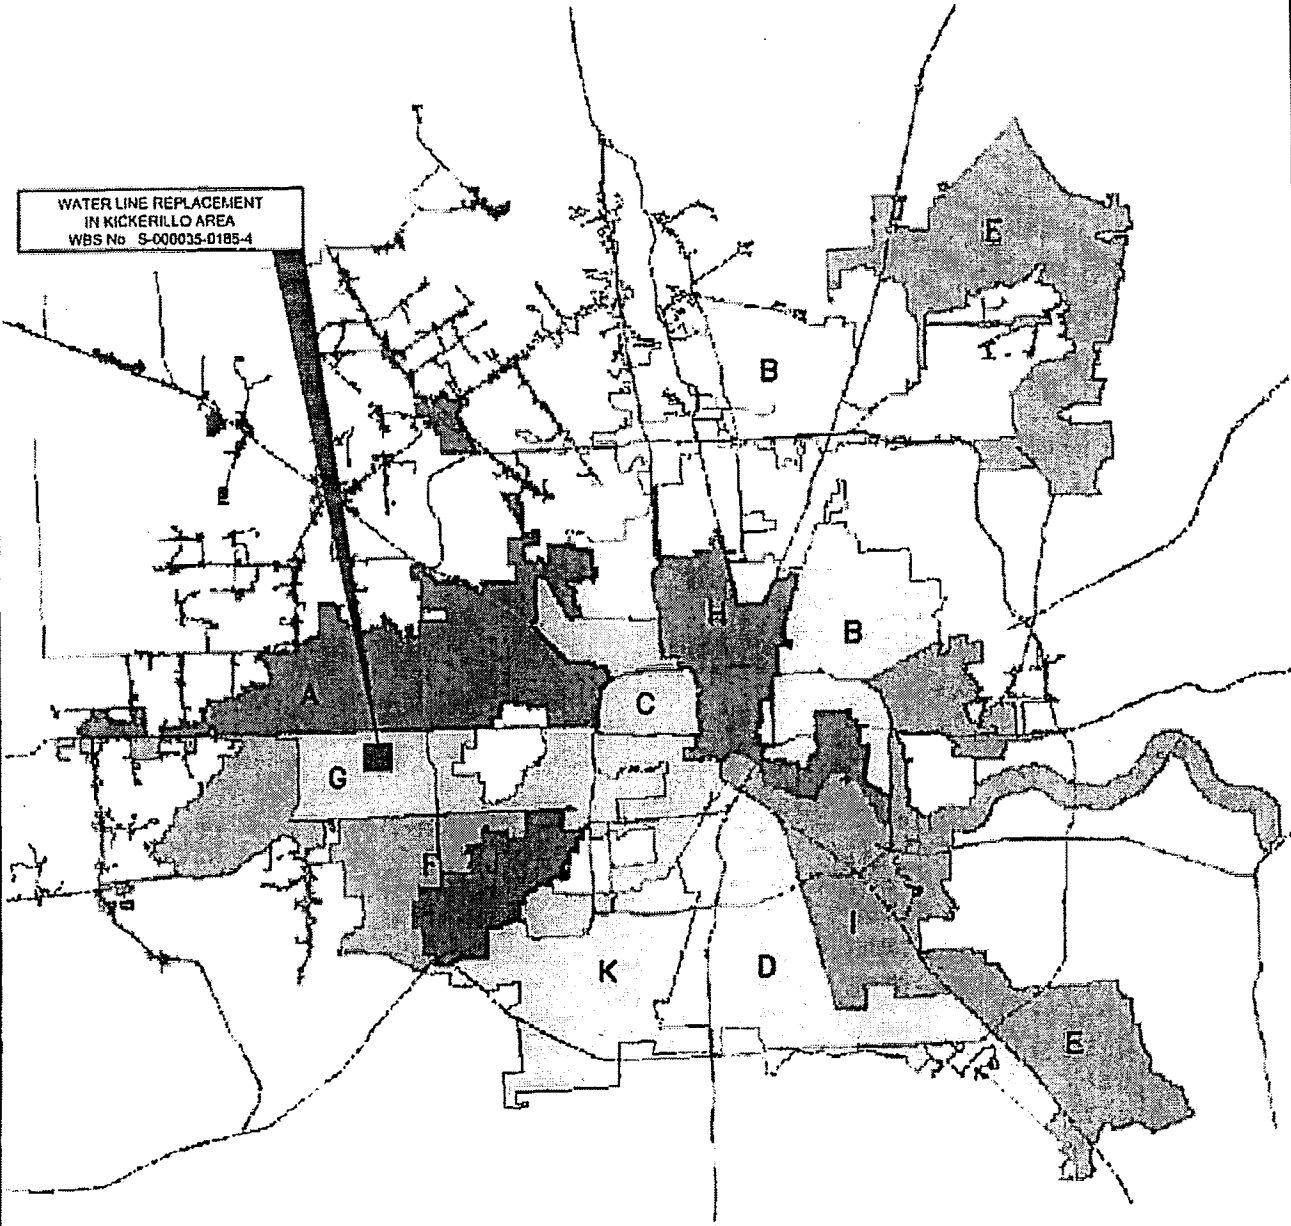 WATER LINE REPLACEMENT
IN KICKERILLO AREA
WBS No S-000035-0185-4
E
B
H
B
A
C
G
F
I
K
D
E